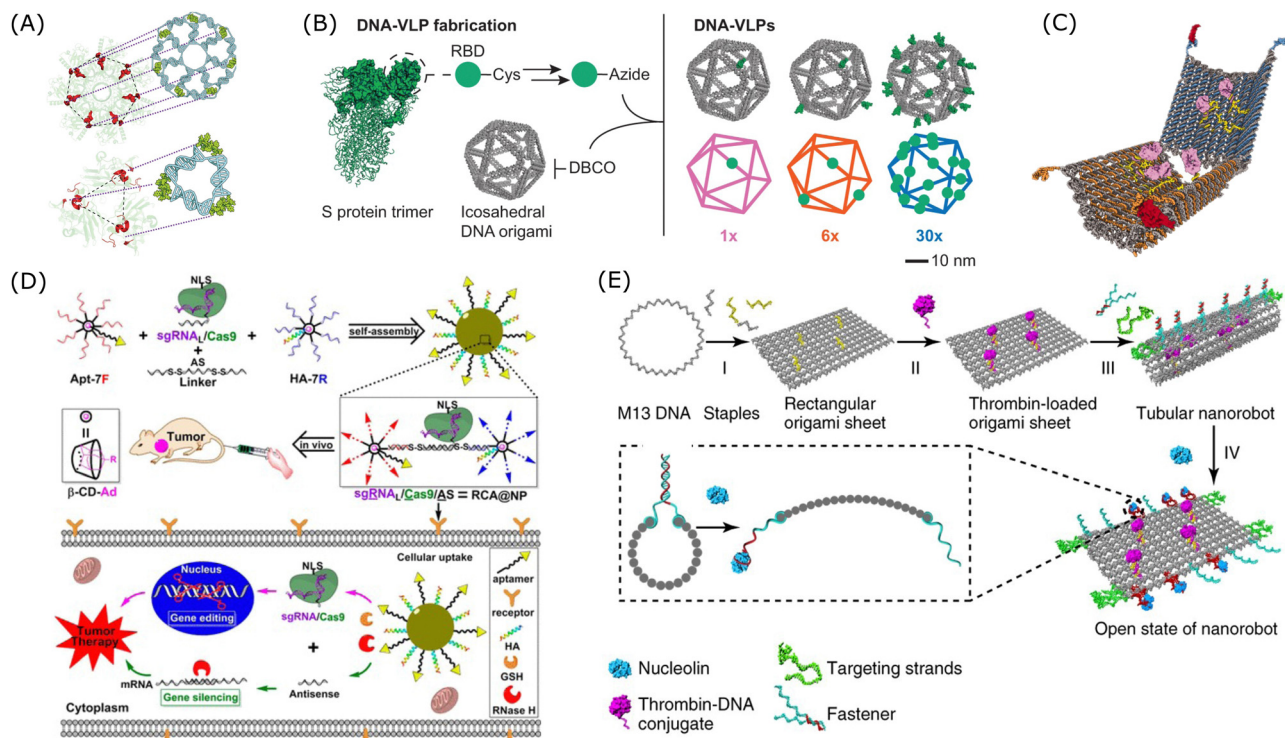 (A)
(B)
DNA-VLP fabrication
RBD
Cys
Azide
DBCO
S protein trimer
Icosahedral
DNA origami
DNA-VLPs
1x
6x
30x
10 nm
(C)
(D)
NLS
sgRNAL/Cas9
AS
S-S
S-S
Linker
Apt-7F
HA-7R
self-assembly
II
R
β-CD-Ad
Tumor
in vivo
NLS
S-S
S-S
sgRNAL/Cas9/AS = RCA@NP
Cellular uptake
Nucleus
Gene editing
NLS
sgRNA/Cas9
Tumor
Therapy
mRNA
Gene silencing
Antisense
Cytoplasm
aptamer
receptor
HA
GSH
RNase H
(E)
I
II
III
M13 DNA
Staples
Rectangular
origami sheet
Thrombin-loaded
origami sheet
Tubular nanorobot
IV
Open state of nanorobot
Nucleolin
Targeting strands
Thrombin-DNA
conjugate
Fastener